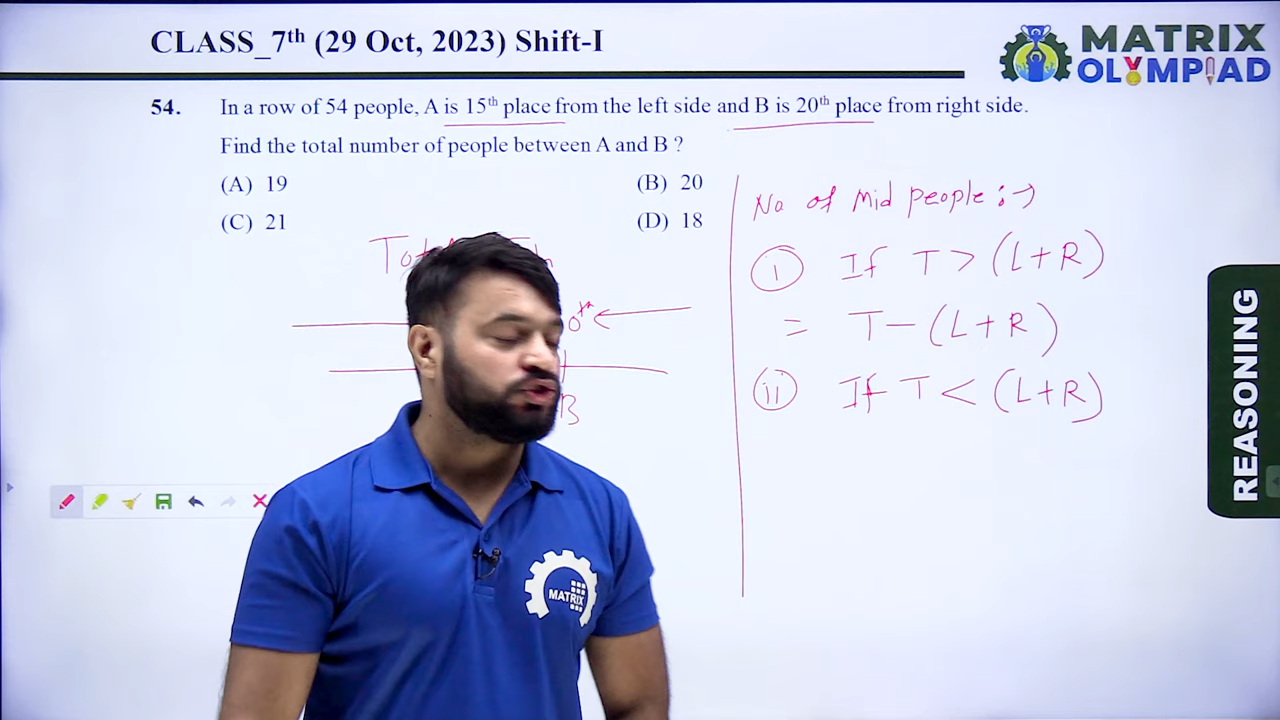 CLASS_7th (29 Oct, 2023) Shift-I
MATRIX
OLYMPIAD
54. In a row of 54 people, A is 15th place from the left side and B is 20th place from right side.
Find the total number of people between A and B ?
(A) 19 (B) 20
(C) 21 (D) 18
No of Mid people :→
(i) If T > (L+R)
= T - (L+R)
(ii) If T < (L+R)
B
REASONING
MATRIX